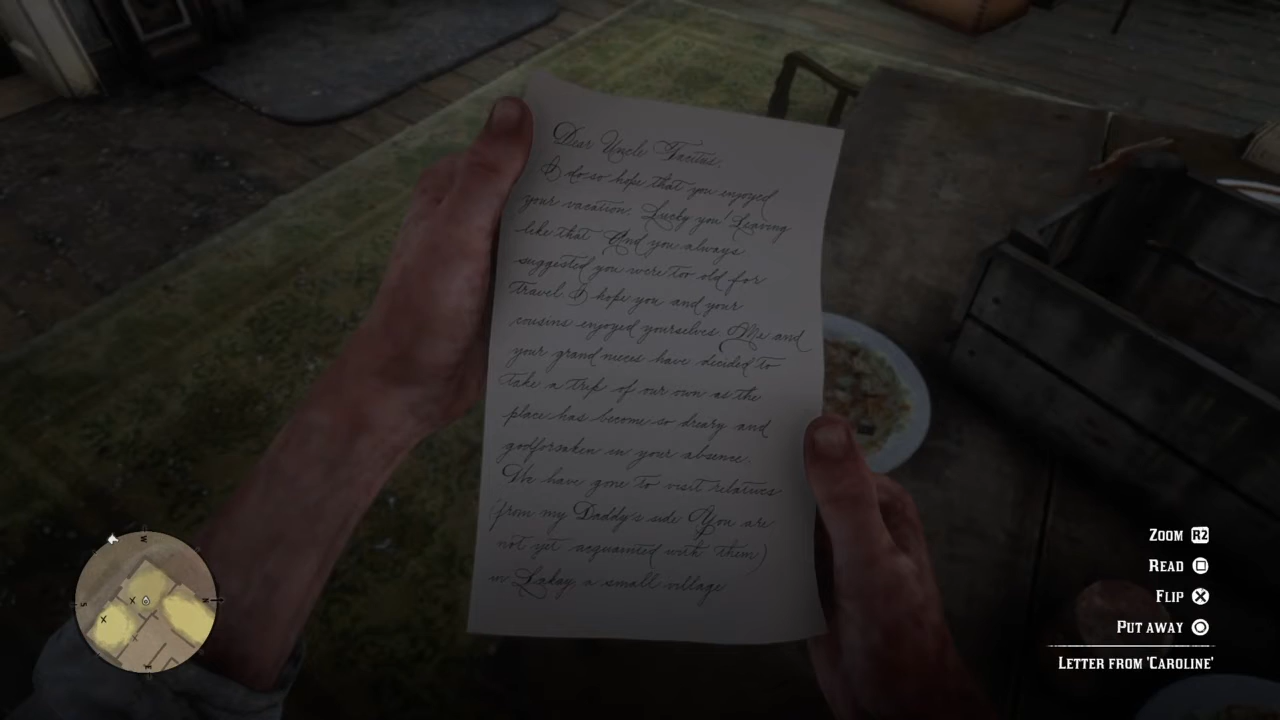 Dear Uncle Tacitus,
I do so hope that you enjoyed
your vacation. Lucky you! Leaving
like that. And you always
suggested you were too old for
travel. I hope you and your
cousins enjoyed yourselves. Me and
your grand nieces have decided to
take a trip of our own as the
place has become so dreary and
godforsaken in your absence.
We have gone to visit relatives
(from my Daddy's side. You are
not yet acquainted with them)
in Lakay, a small village
ZOOM R2
READ
FLIP
PUT AWAY
LETTER FROM 'CAROLINE'
N
S
W
E